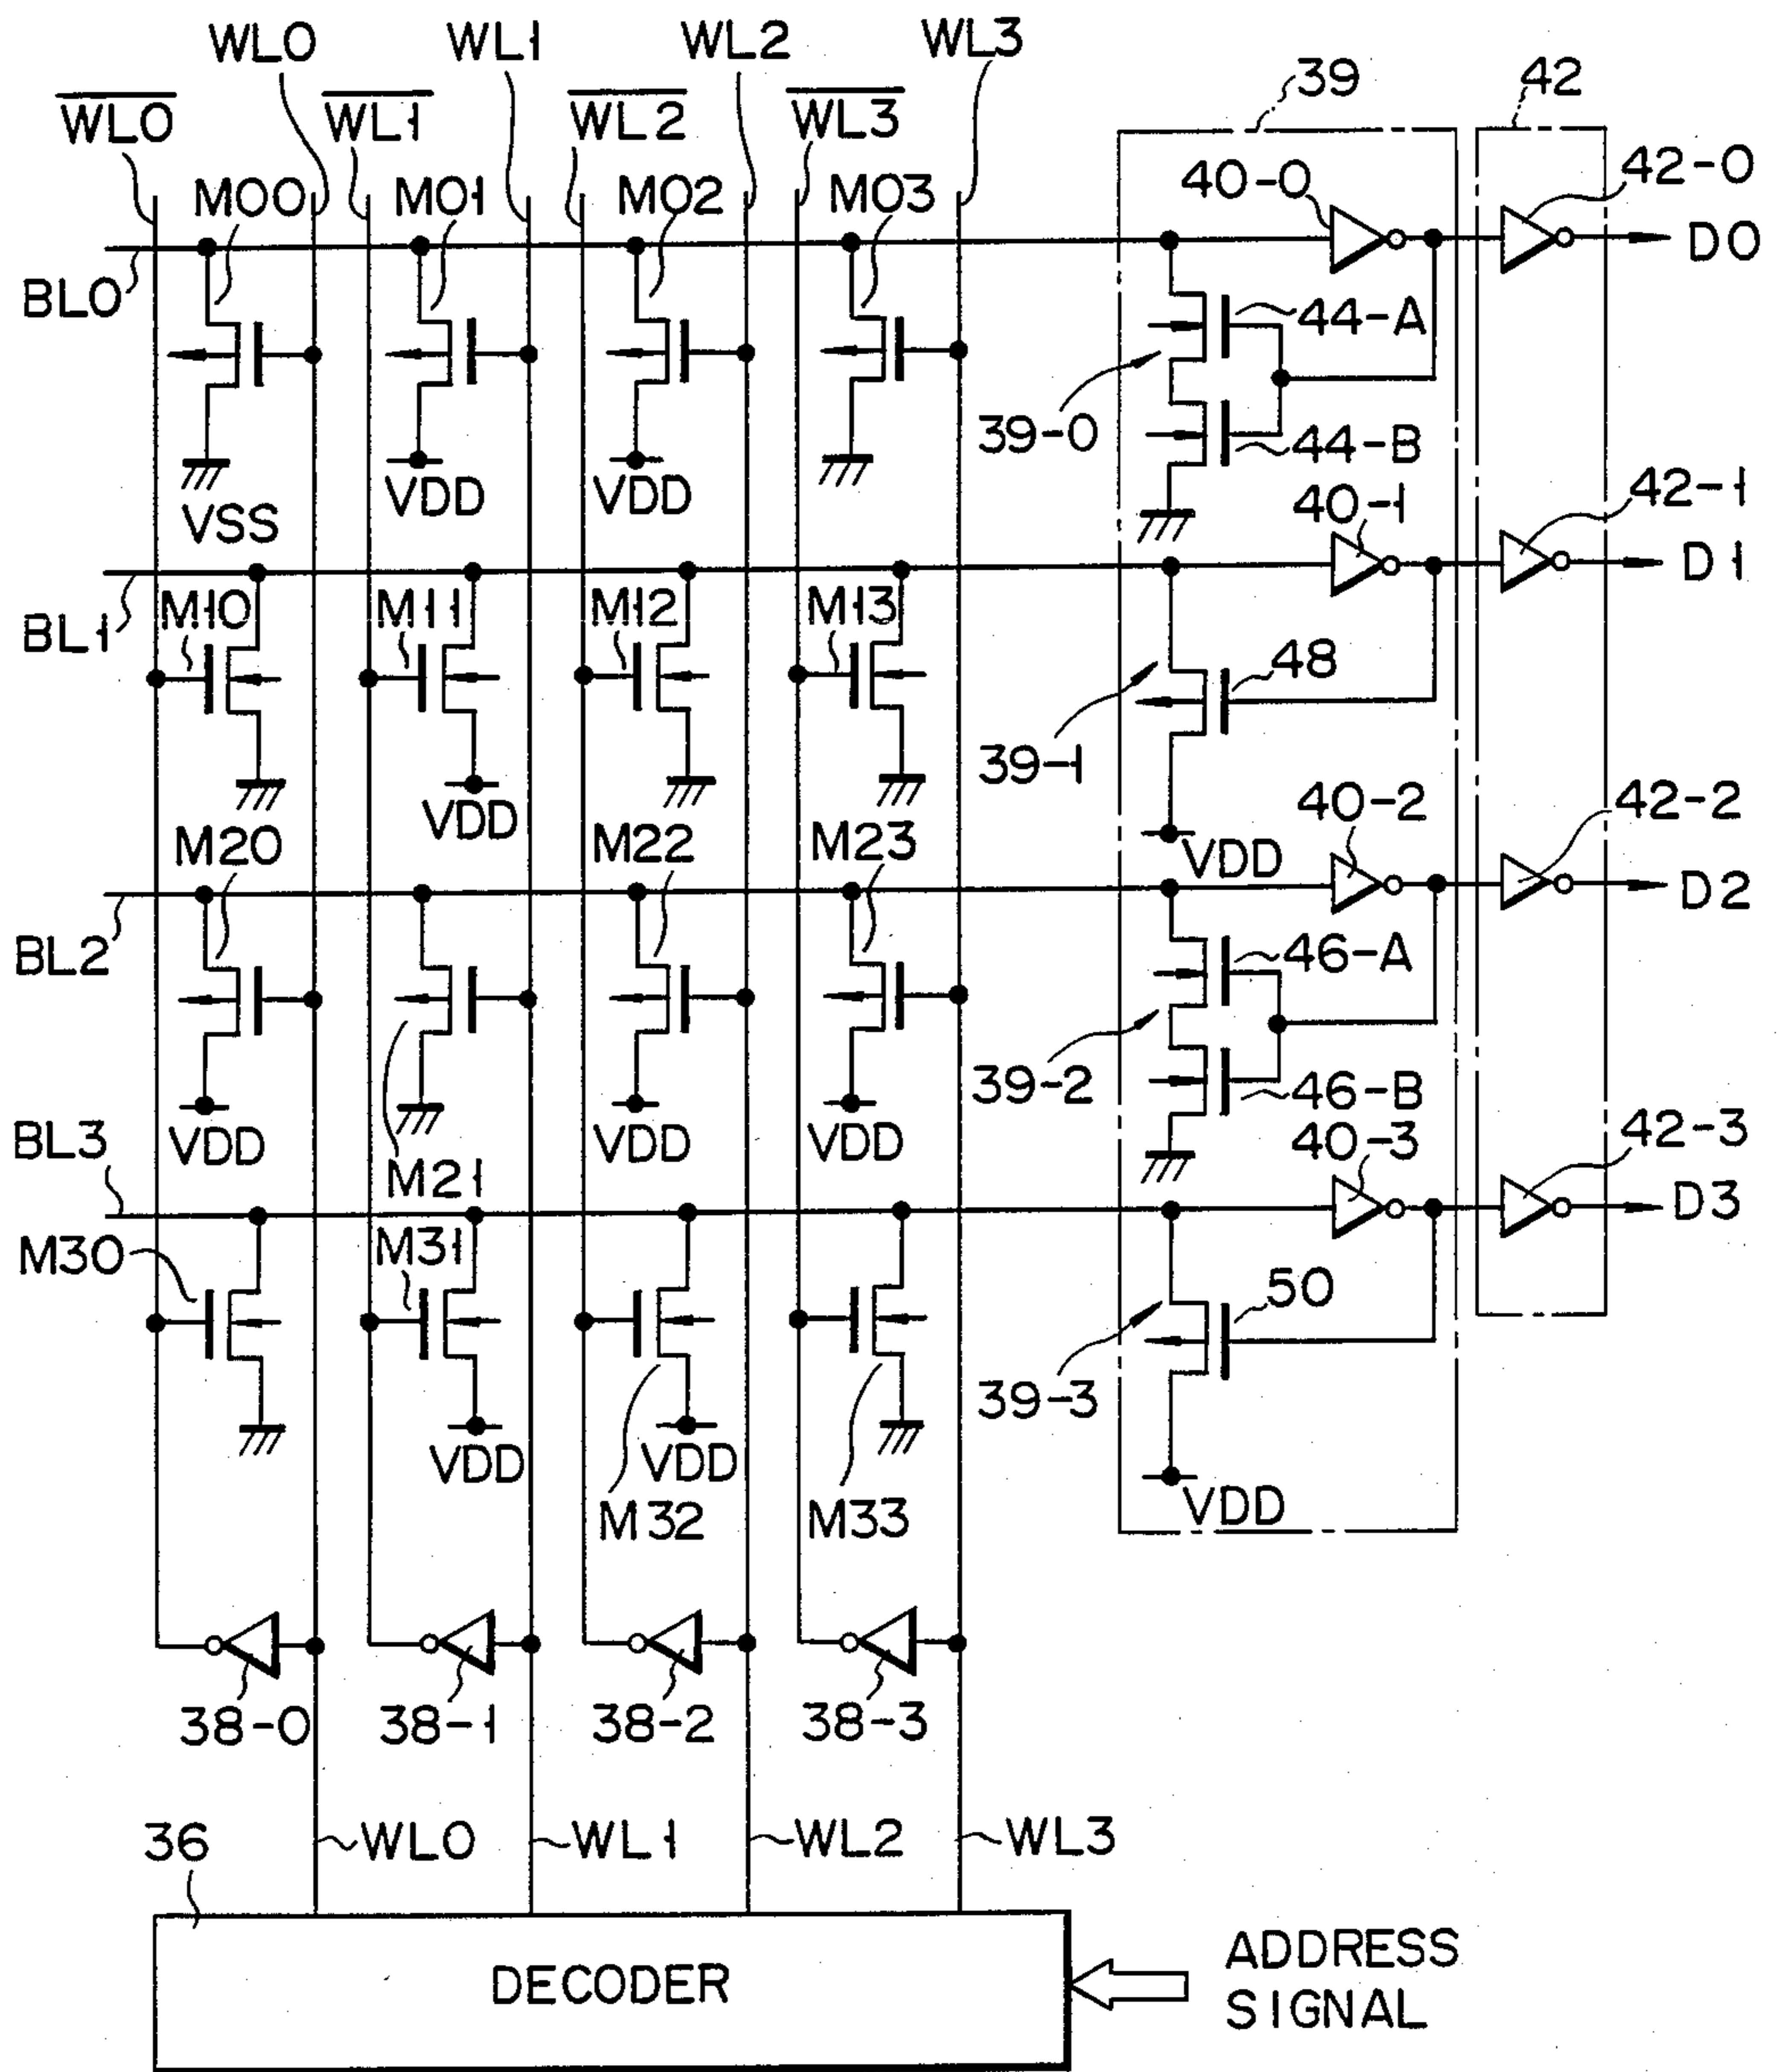 WL0 WL1 WL2 WL3
39 42
WL0 WL1 WL2 WL3
M00 M01 M02 M03 40-0 42-0
D0
BL0
44-A
39-0
44-B
VDD VDD
VSS
40-1 42-1
D1
BL1 M10 M11 M12 M13
48
39-1
VDD
40-2 42-2
M20 M22 M23
VDD
D2
BL2
46-A
39-2
46-B
VDD VDD VDD
BL3
M21
40-3 42-3
D3
M30 M31
50
39-3
VDD VDD
M32 M33
VDD
38-0 38-1 38-2 38-3
36 WL0 WL1 WL2 WL3
DECODER
ADDRESS
SIGNAL